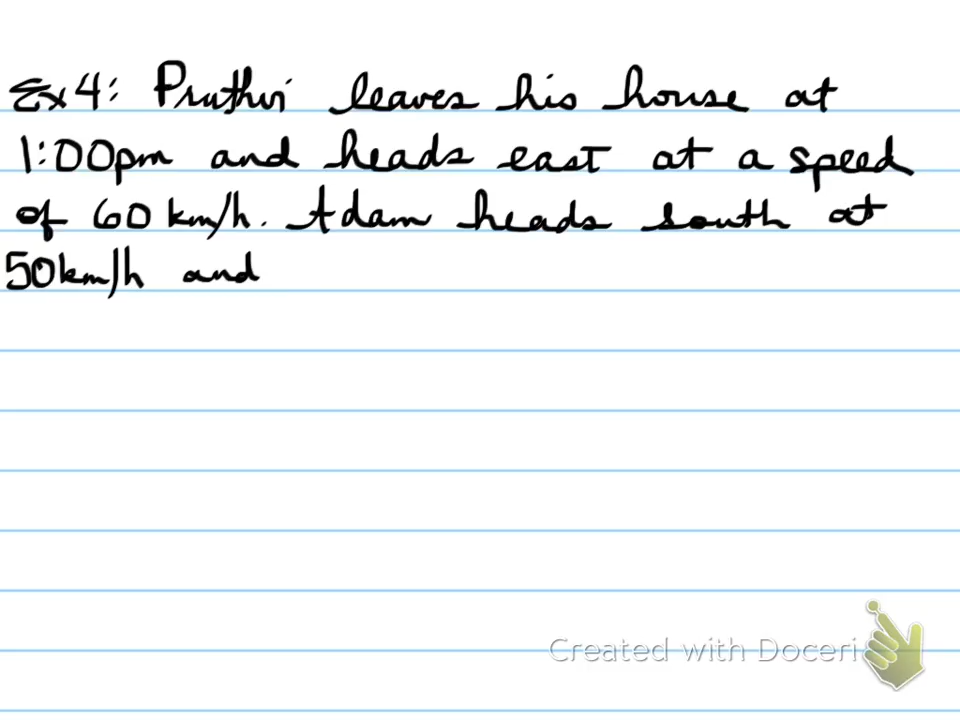 Ex4: Pruthvi leaves his house at
1:00pm and heads east at a speed
of 60 km/h. Adam heads south at
50km/h and
Created with Doceri